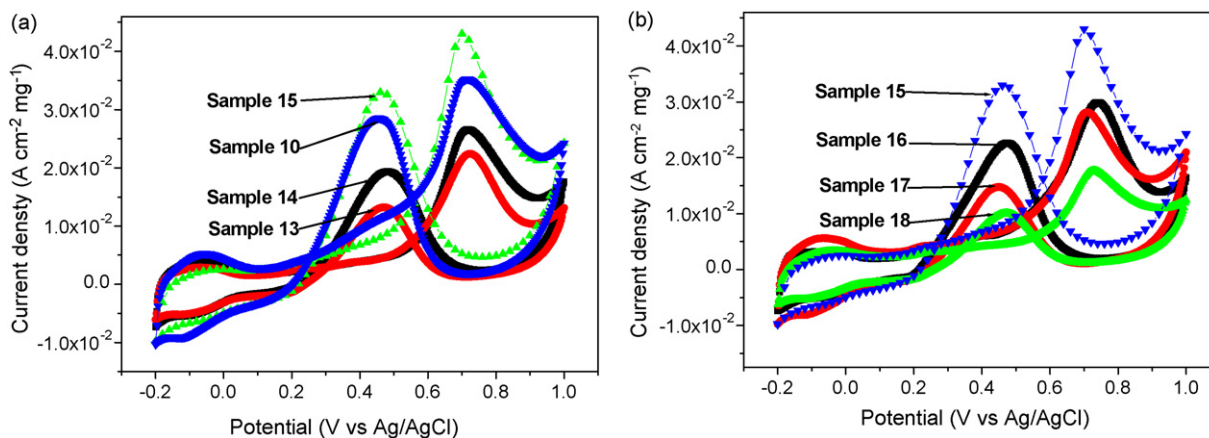 (a)
Current density (A cm⁻² mg⁻¹)
4.0x10⁻²
3.0x10⁻²
2.0x10⁻²
1.0x10⁻²
0.0
-1.0x10⁻²
Sample 15
Sample 10
Sample 14
Sample 13
-0.2 0.0 0.2 0.4 0.6 0.8 1.0
Potential (V vs Ag/AgCl)
(b)
Current density (A cm⁻² mg⁻¹)
4.0x10⁻²
3.0x10⁻²
2.0x10⁻²
1.0x10⁻²
0.0
-1.0x10⁻²
Sample 15
Sample 16
Sample 17
Sample 18
-0.2 0.0 0.2 0.4 0.6 0.8 1.0
Potential (V vs Ag/AgCl)